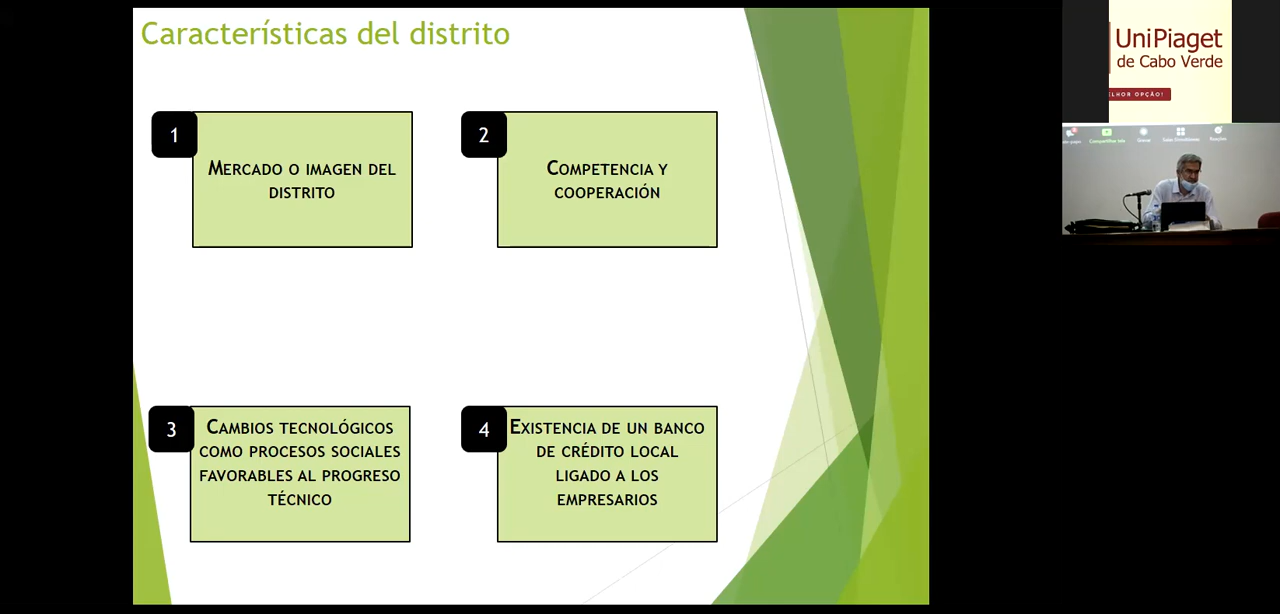 Características del distrito
1
MERCADO O IMAGEN DEL
DISTRITO
2
COMPETENCIA Y
COOPERACIÓN
3
CAMBIOS TECNOLÓGICOS
COMO PROCESOS SOCIALES
FAVORABLES AL PROGRESO
TÉCNICO
4
EXISTENCIA DE UN BANCO
DE CRÉDITO LOCAL
LIGADO A LOS
EMPRESARIOS
UniPiaget
de Cabo Verde
OPÇÃO!